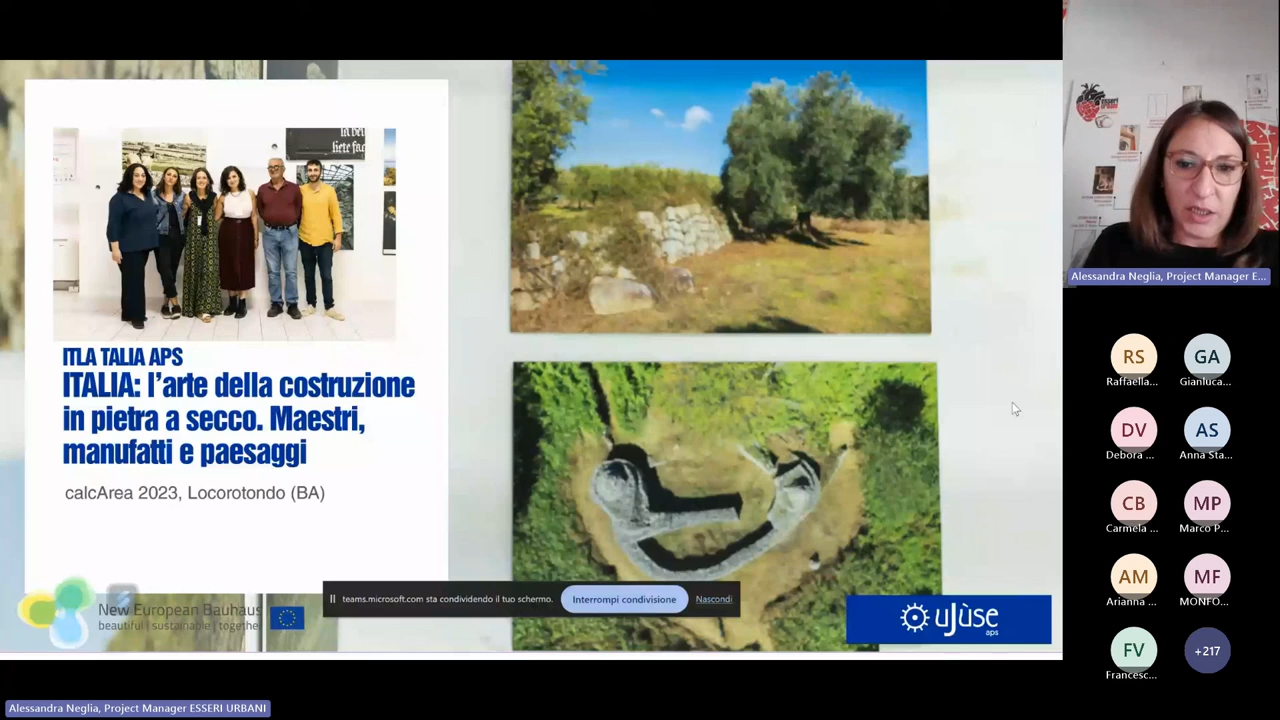 ITLA TALIA APS
ITALIA: l’arte della costruzione
in pietra a secco. Maestri,
manufatti e paesaggi
calcArea 2023, Locorotondo (BA)
New European Bauhaus
beautiful | sustainable | togethe
teams.microsoft.com sta condividendo il tuo schermo.
Interrompi condivisione
Nascondi
uJùse
aps
Alessandra Neglia, Project Manager ESSERI URBANI
esseri
urbani
Alessandra Neglia, Project Manager E...
RS
GA
Raffaella...
Gianluca...
DV
AS
Debora ...
Anna Sta...
CB
MP
Carmela ...
Marco P...
AM
MF
Arianna ...
MONFO...
FV
+217
Francesc...